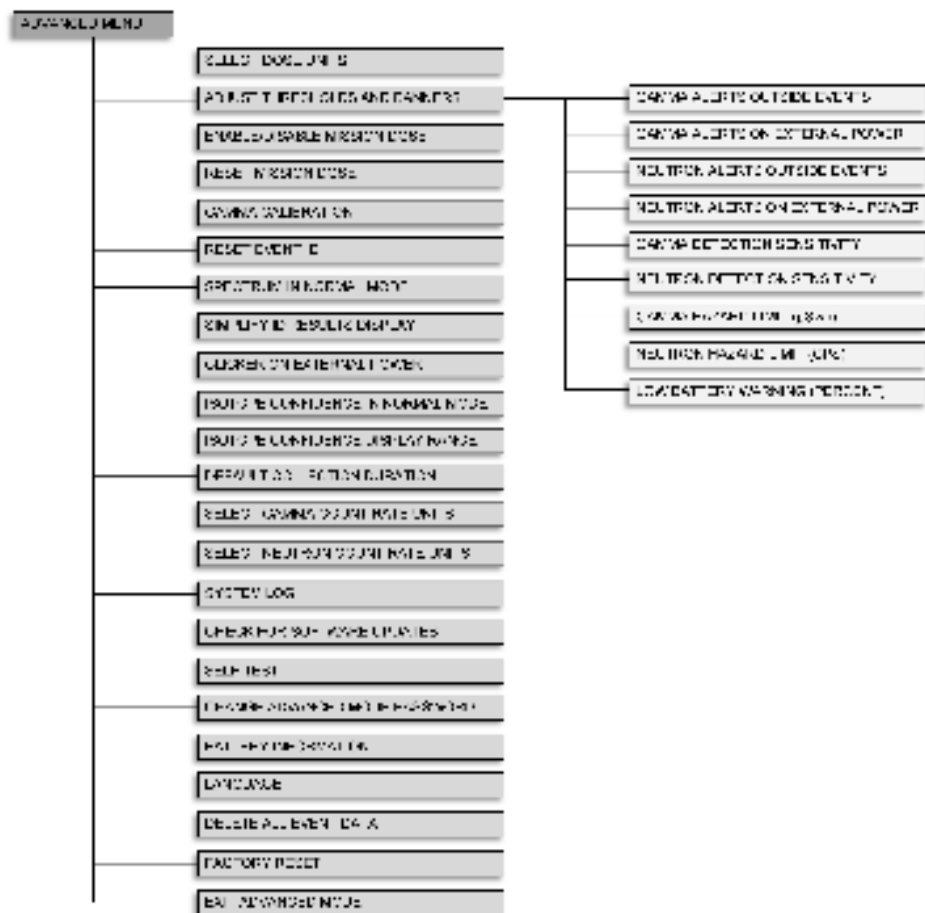 ADVANCED MENU
SELECT DOSE UNITS
ADJUST THRESHOLDS AND BANNERS
ENABLE/DISABLE MISSION DOSE
RESET MISSION DOSE
GAMMA CALIBRATION
RESET EVENT ID
SPECTRUM IN NORMAL MODE
SIMPLIFY ID RESULTS DISPLAY
CLICKER ON EXTERNAL POWER
ISOTOPE CONFIDENCE IN NORMAL MODE
ISOTOPE CONFIDENCE DISPLAY RANGE
DEFAULT COLLECTION DURATION
SELECT GAMMA COUNT RATE UNITS
SELECT NEUTRON COUNT RATE UNITS
SYSTEM LOG
CHECK FOR SOFTWARE UPDATES
SELF TEST
CHANGE ADVANCED MODE PASSWORD
BATTERY INFORMATION
LANGUAGE
DELETE ALL EVENT DATA
FACTORY RESET
EXIT ADVANCED MODE
GAMMA ALERTS OUTSIDE EVENTS
GAMMA ALERTS ON EXTERNAL POWER
NEUTRON ALERTS OUTSIDE EVENTS
NEUTRON ALERTS ON EXTERNAL POWER
GAMMA DETECTION SENSITIVITY
NEUTRON DETECTION SENSITIVITY
GAMMA HAZARD LIMIT
NEUTRON HAZARD LIMIT (CPS)
LOW BATTERY WARNING (PERCENT)